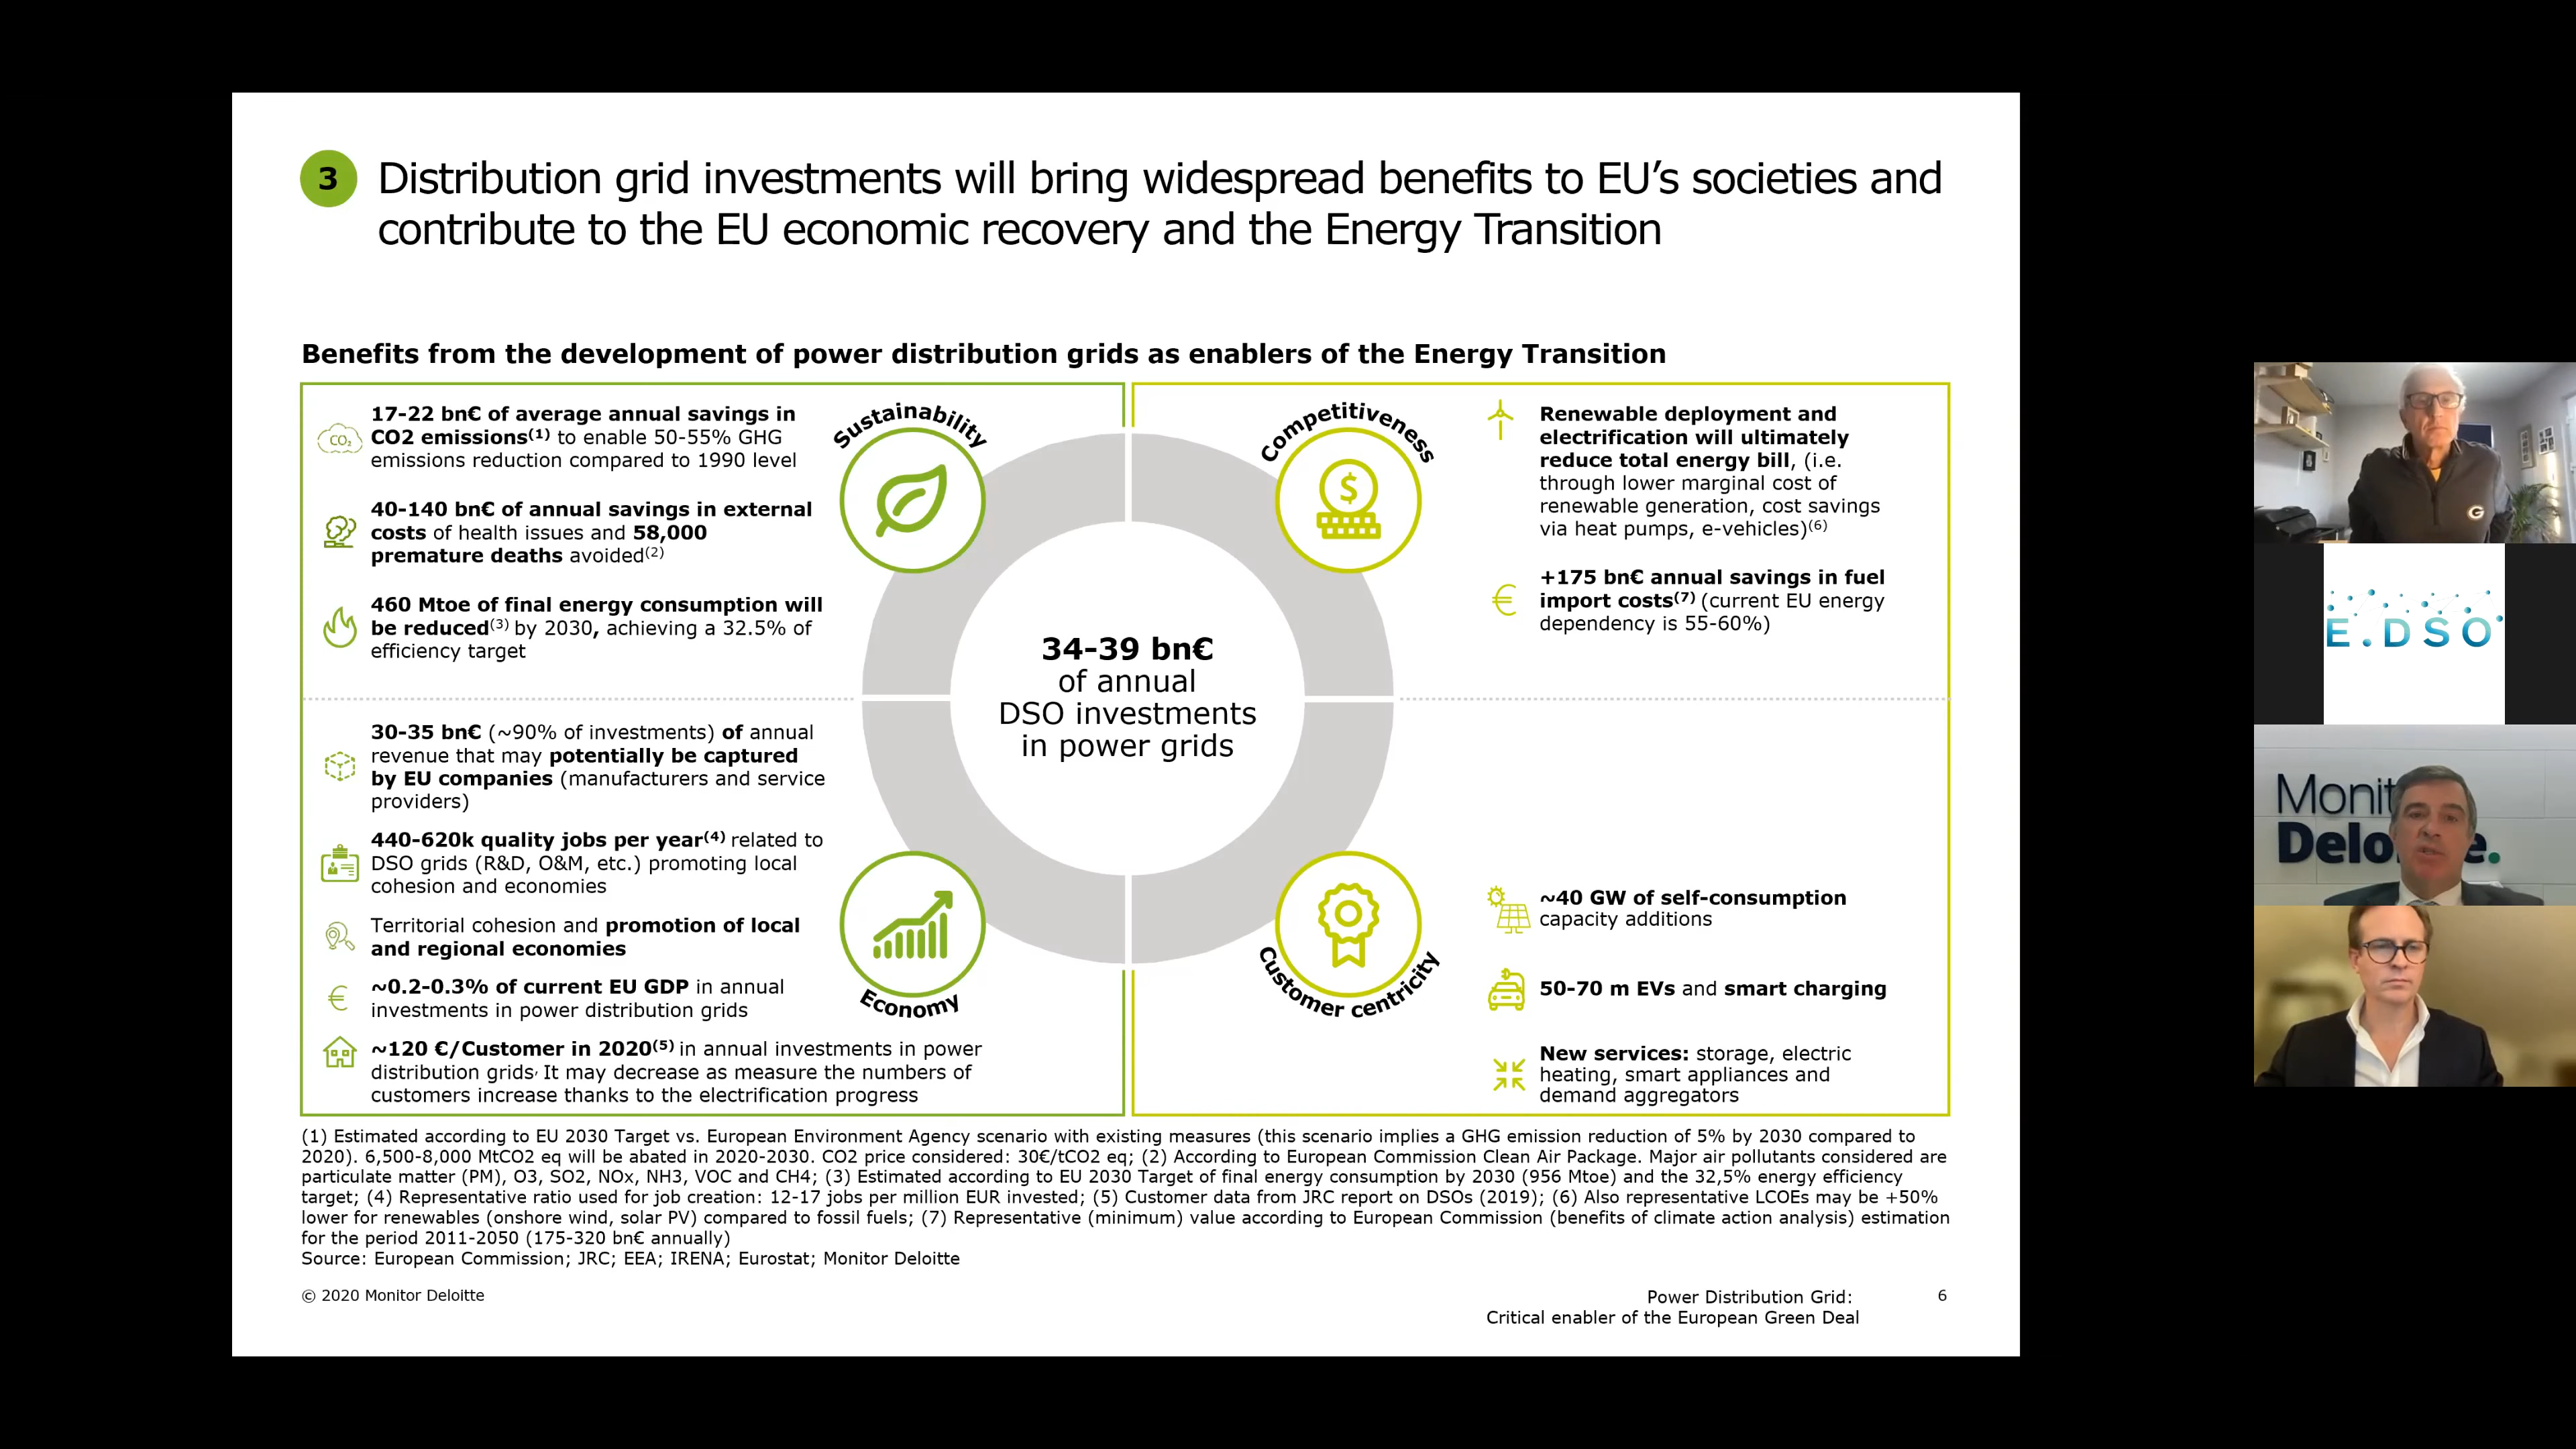 3
Distribution grid investments will bring widespread benefits to EU’s societies and
contribute to the EU economic recovery and the Energy Transition
Benefits from the development of power distribution grids as enablers of the Energy Transition
Sustainability
CO₂
17-22 bn€ of average annual savings in
CO2 emissions(1) to enable 50-55% GHG
emissions reduction compared to 1990 level
40-140 bn€ of annual savings in external
costs of health issues and 58,000
premature deaths avoided(2)
460 Mtoe of final energy consumption will
be reduced(3) by 2030, achieving a 32.5% of
efficiency target
Competitiveness
$
Renewable deployment and
electrification will ultimately
reduce total energy bill, (i.e.
through lower marginal cost of
renewable generation, cost savings
via heat pumps, e-vehicles)(6)
€
+175 bn€ annual savings in fuel
import costs(7) (current EU energy
dependency is 55-60%)
34-39 bn€
of annual
DSO investments
in power grids
30-35 bn€ (~90% of investments) of annual
revenue that may potentially be captured
by EU companies (manufacturers and service
providers)
440-620k quality jobs per year(4) related to
DSO grids (R&D, O&M, etc.) promoting local
cohesion and economies
Territorial cohesion and promotion of local
and regional economies
€
~0.2-0.3% of current EU GDP in annual
investments in power distribution grids
~120 €/Customer in 2020(5) in annual investments in power
distribution grids, It may decrease as measure the numbers of
customers increase thanks to the electrification progress
Economy
Customer centricity
~40 GW of self-consumption
capacity additions
50-70 m EVs and smart charging
New services: storage, electric
heating, smart appliances and
demand aggregators
(1) Estimated according to EU 2030 Target vs. European Environment Agency scenario with existing measures (this scenario implies a GHG emission reduction of 5% by 2030 compared to
2020). 6,500-8,000 MtCO2 eq will be abated in 2020-2030. CO2 price considered: 30€/tCO2 eq; (2) According to European Commission Clean Air Package. Major air pollutants considered are
particulate matter (PM), O3, SO2, NOx, NH3, VOC and CH4; (3) Estimated according to EU 2030 Target of final energy consumption by 2030 (956 Mtoe) and the 32,5% energy efficiency
target; (4) Representative ratio used for job creation: 12-17 jobs per million EUR invested; (5) Customer data from JRC report on DSOs (2019); (6) Also representative LCOEs may be +50%
lower for renewables (onshore wind, solar PV) compared to fossil fuels; (7) Representative (minimum) value according to European Commission (benefits of climate action analysis) estimation
for the period 2011-2050 (175-320 bn€ annually)
Source: European Commission; JRC; EEA; IRENA; Eurostat; Monitor Deloitte
© 2020 Monitor Deloitte
Power Distribution Grid:
Critical enabler of the European Green Deal
6
G
E.DSO